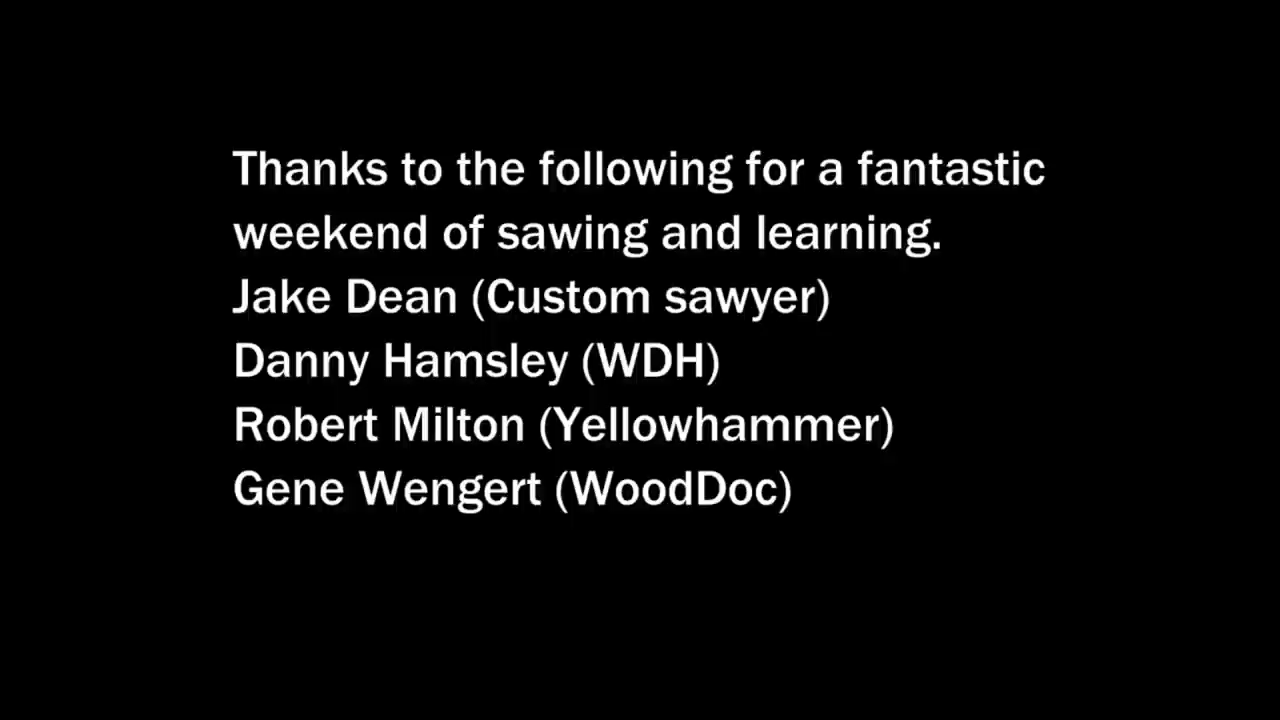 Thanks to the following for a fantastic
weekend of sawing and learning.
Jake Dean (Custom sawyer)
Danny Hamsley (WDH)
Robert Milton (Yellowhammer)
Gene Wengert (WoodDoc)